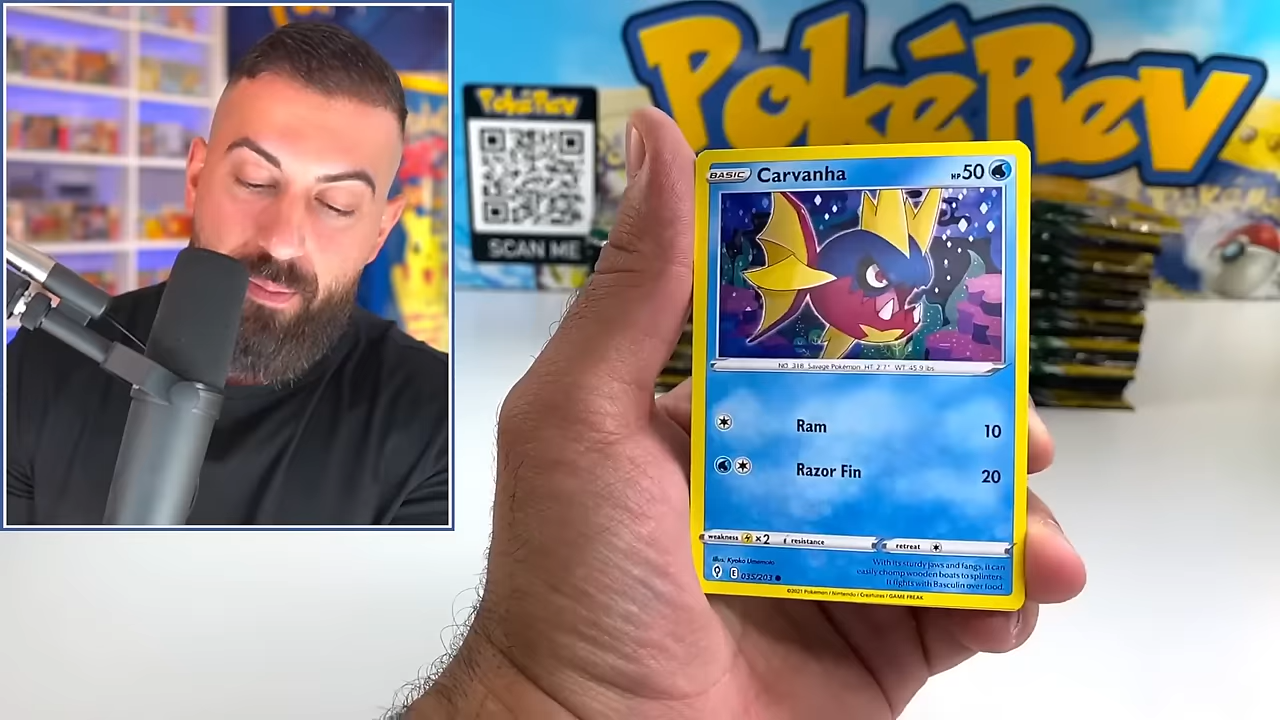 PokéRev
SCAN ME
PokéRev
BASIC Carvanha HP 50
NO. 318 Savage Pokémon HT 2'7" WT 45.9 lbs.
Ram 10
Razor Fin 20
weakness ×2 resistance retreat
Illus. Kyoko Umemoto
E 035/203
With its sturdy jaws and fangs, it can
easily chomp wooden boats to splinters.
It fights with Basculin over food.
©2021 Pokémon / Nintendo / Creatures / GAME FREAK